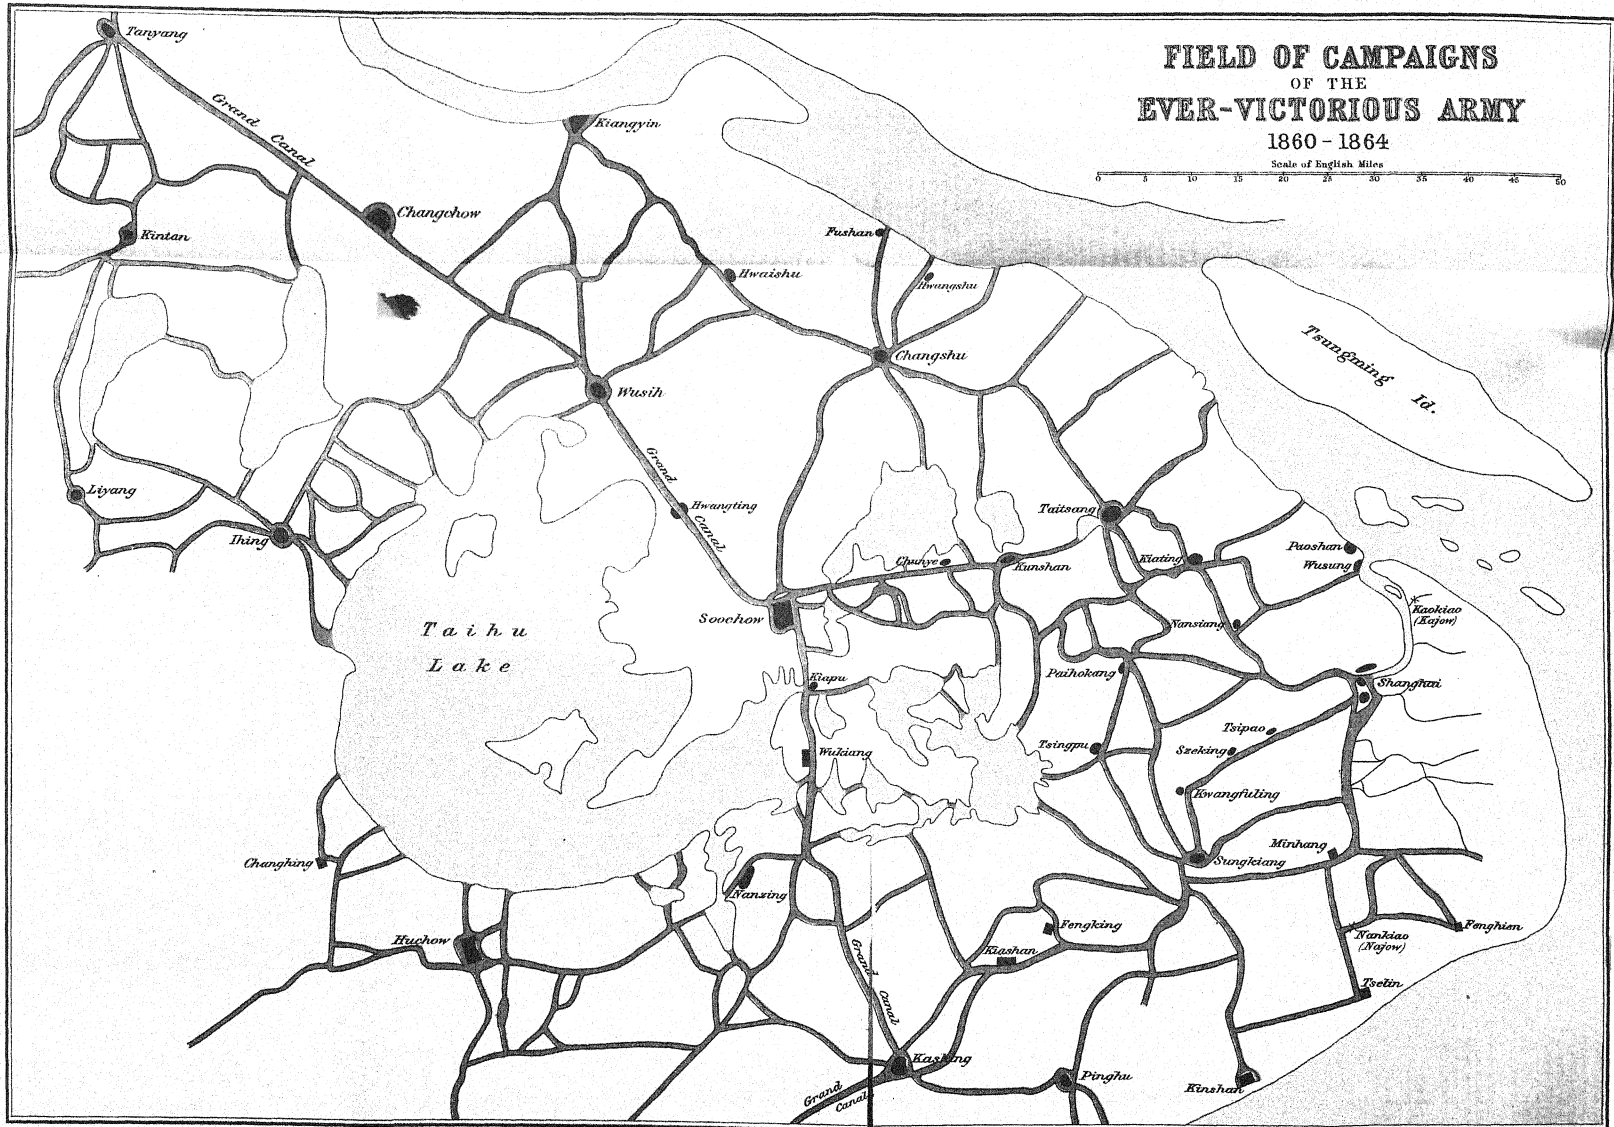 FIELD OF CAMPAIGNS
OF THE
EVER-VICTORIOUS ARMY
1860-1864
Scale of English Miles
0 5 10 15 20 25 30 35 40 45 50
Tanyang
Grand Canal
Kiangyin
Changchow
Kintan
Fushan
Hwaishu
Hwangshu
Changshu
Tsungming Id.
Wusih
Grand Canal
Liyang
Hwangting
Taitsang
Ihing
Chunye
Kunshan
Kiating
Paoshan
Wusung
Kaokiao
(Kajow)
Soochow
Nansiang
Taihu
Lake
Kiapu
Paihokang
Shanghai
Tsipao
Tsingpu
Szeking
Wukiang
Kwangfuling
Changhing
Minhang
Sungkiang
Nanzing
Fengking
Fenghien
Huchow
Kiashan
Nankiao
(Najow)
Grand Canal
Tselin
Kashing
Pinghu
Kinshan
Grand
Canal